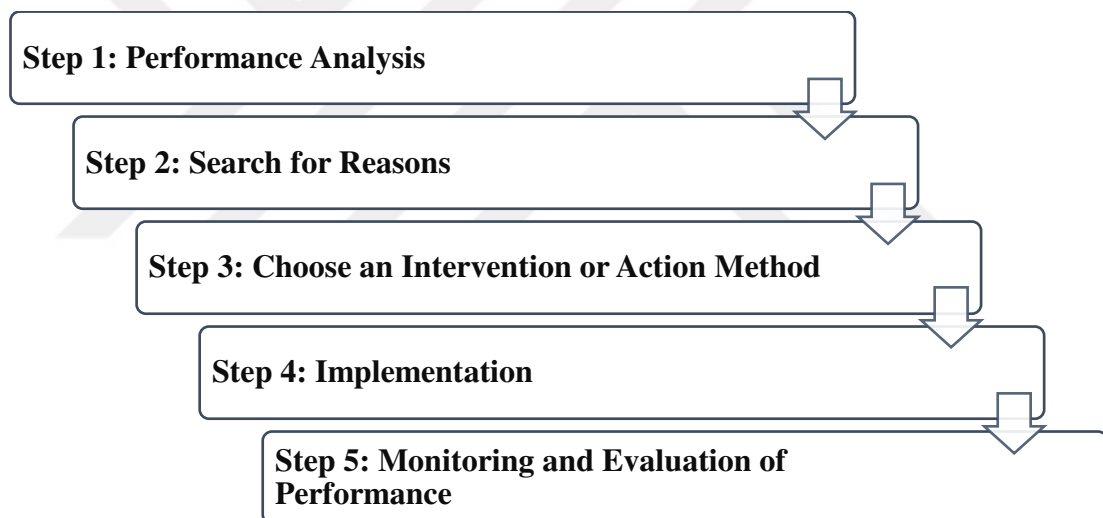 Step 1: Performance Analysis
Step 2: Search for Reasons
Step 3: Choose an Intervention or Action Method
Step 4: Implementation
Step 5: Monitoring and Evaluation of
Performance